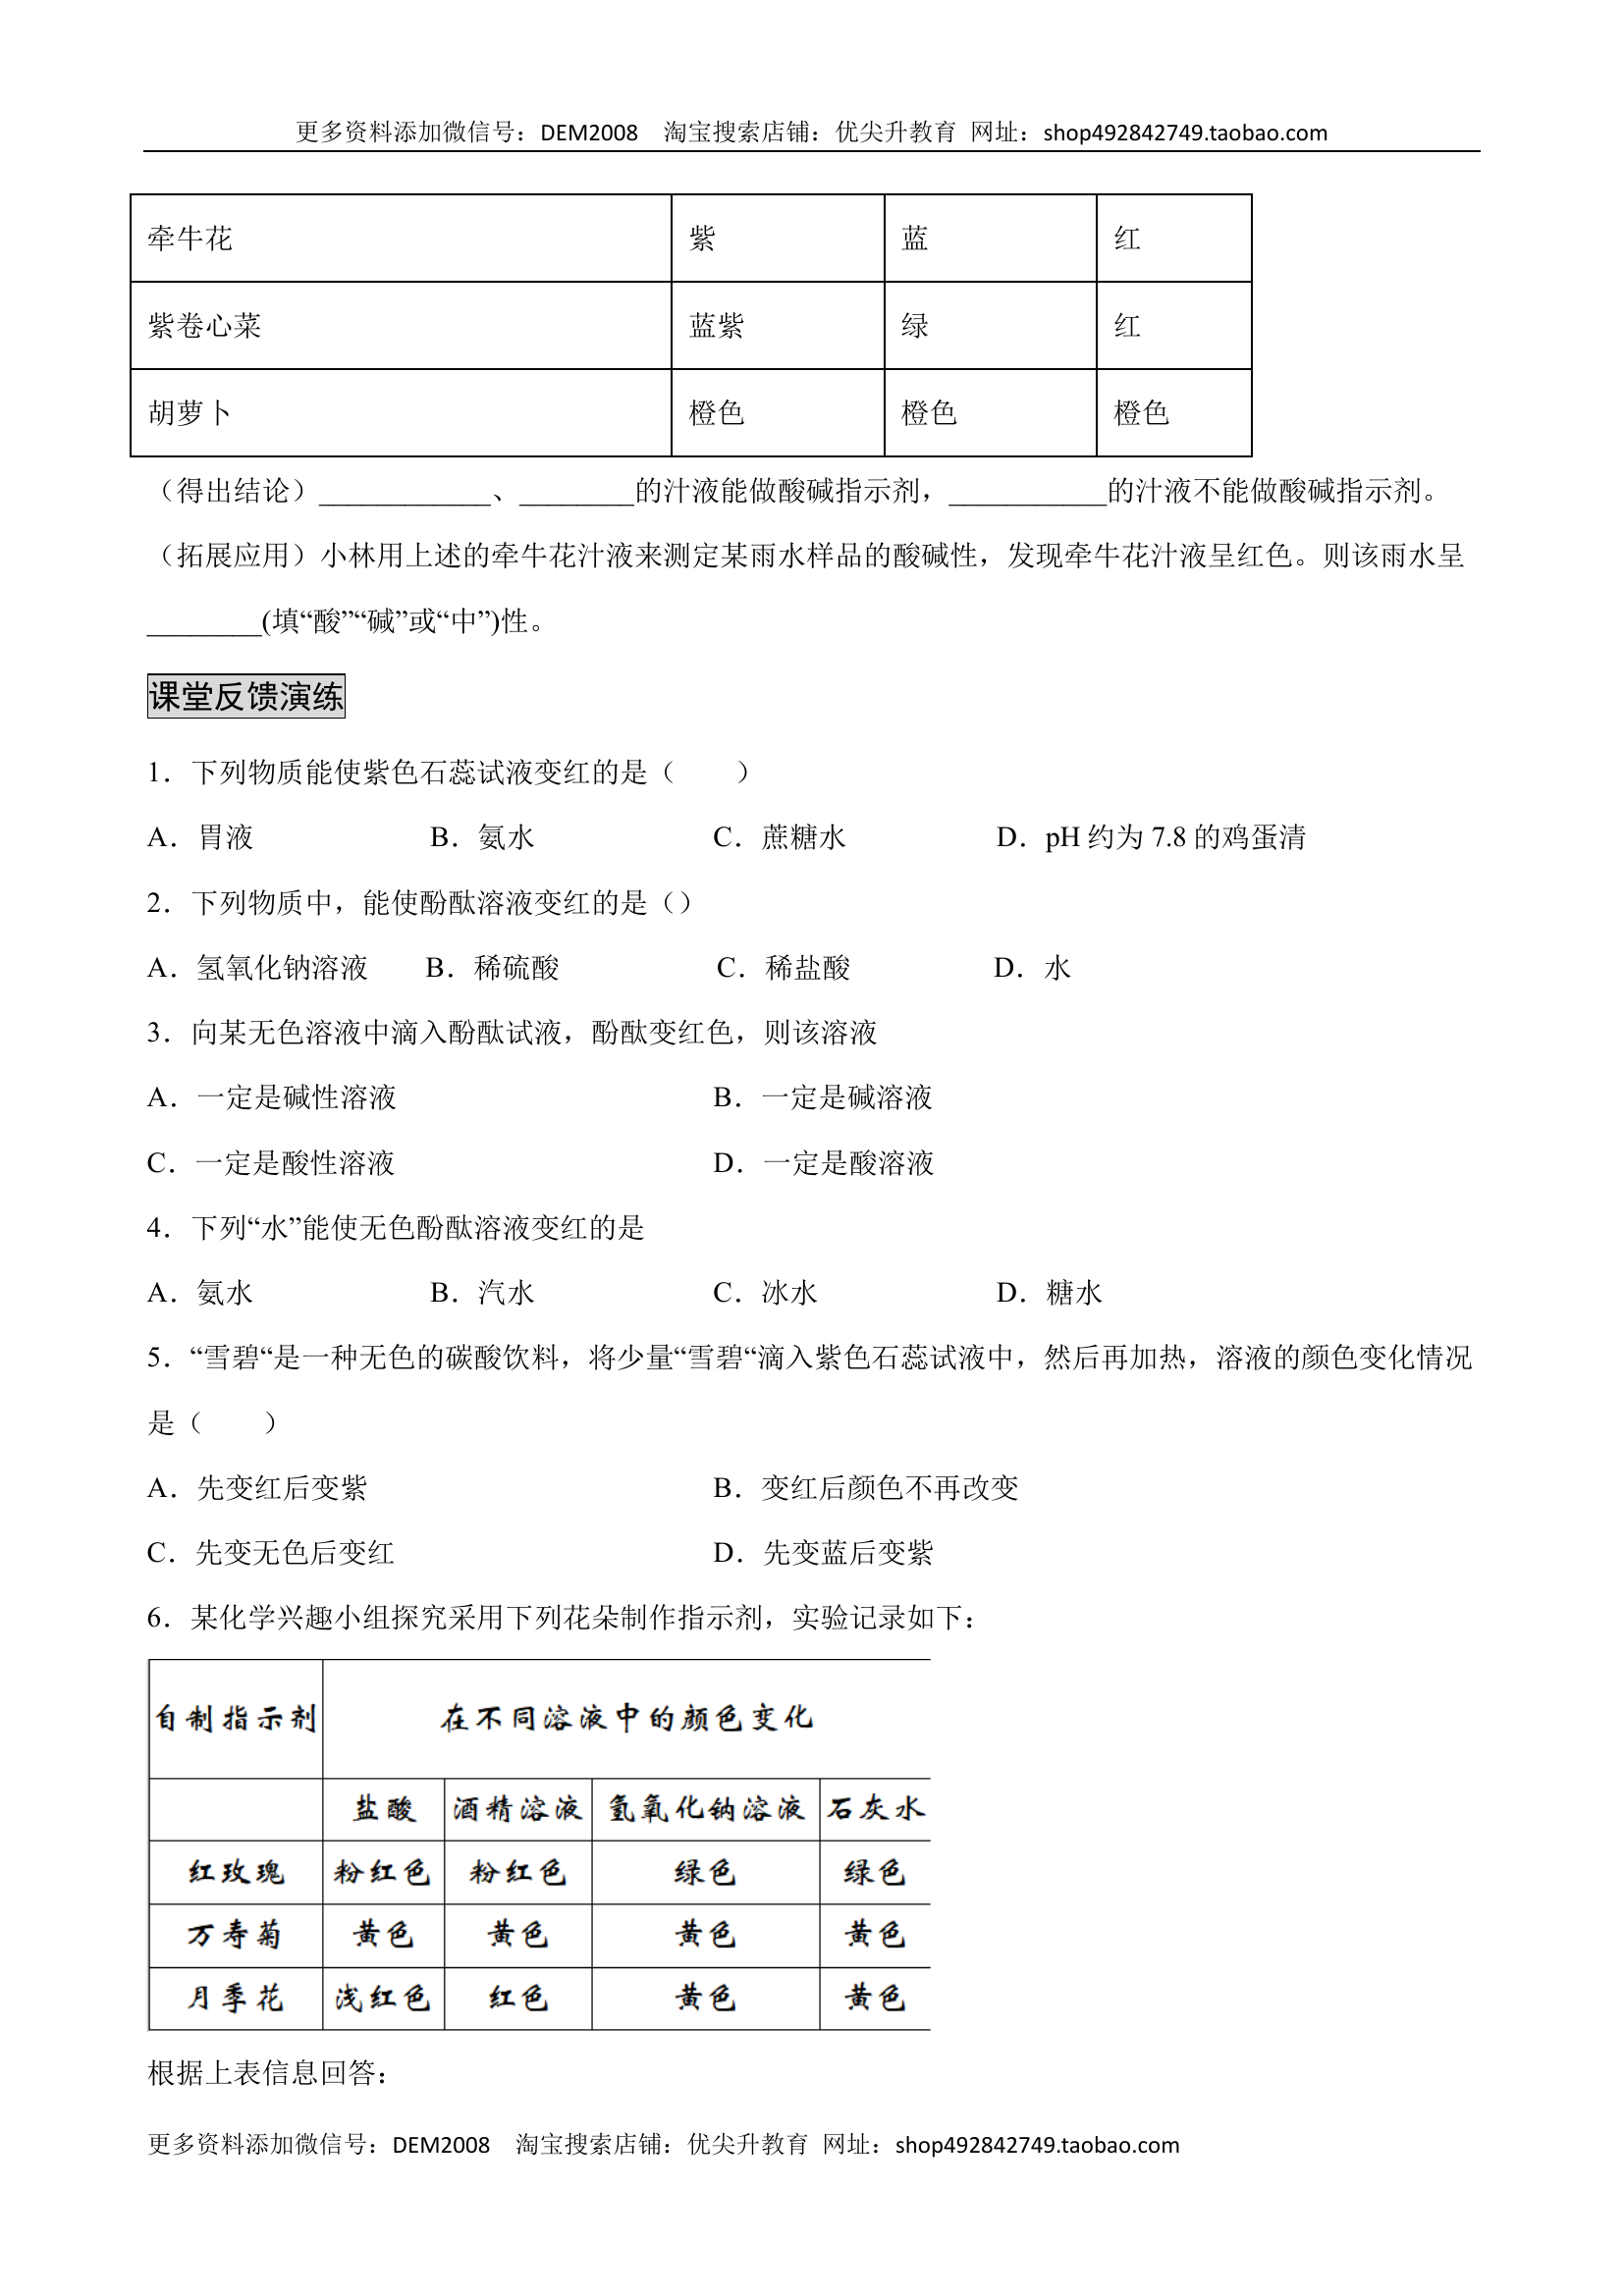 更多资料添加微信号：DEM2008 淘宝搜索店铺：优尖升教育 网址：shop492842749.taobao.com
牵牛花 紫 蓝 红
紫卷心菜 蓝紫 绿 红
胡萝卜 橙色 橙色 橙色
（得出结论）____________、________的汁液能做酸碱指示剂，___________的汁液不能做酸碱指示剂。
（拓展应用）小林用上述的牵牛花汁液来测定某雨水样品的酸碱性，发现牵牛花汁液呈红色。则该雨水呈
________(填“酸”“碱”或“中”)性。
课堂反馈演练
1．下列物质能使紫色石蕊试液变红的是（　　）
A．胃液 B．氨水 C．蔗糖水 D．pH 约为 7.8 的鸡蛋清
2．下列物质中，能使酚酞溶液变红的是（）
A．氢氧化钠溶液 B．稀硫酸 C．稀盐酸 D．水
3．向某无色溶液中滴入酚酞试液，酚酞变红色，则该溶液
A．一定是碱性溶液 B．一定是碱溶液
C．一定是酸性溶液 D．一定是酸溶液
4．下列“水”能使无色酚酞溶液变红的是
A．氨水 B．汽水 C．冰水 D．糖水
5．“雪碧“是一种无色的碳酸饮料，将少量“雪碧“滴入紫色石蕊试液中，然后再加热，溶液的颜色变化情况
是（　　）
A．先变红后变紫 B．变红后颜色不再改变
C．先变无色后变红 D．先变蓝后变紫
6．某化学兴趣小组探究采用下列花朵制作指示剂，实验记录如下：
自制指示剂 在不同溶液中的颜色变化
盐酸 酒精溶液 氢氧化钠溶液 石灰水
红玫瑰 粉红色 粉红色 绿色 绿色
万寿菊 黄色 黄色 黄色 黄色
月季花 浅红色 红色 黄色 黄色
根据上表信息回答：
更多资料添加微信号：DEM2008 淘宝搜索店铺：优尖升教育 网址：shop492842749.taobao.com